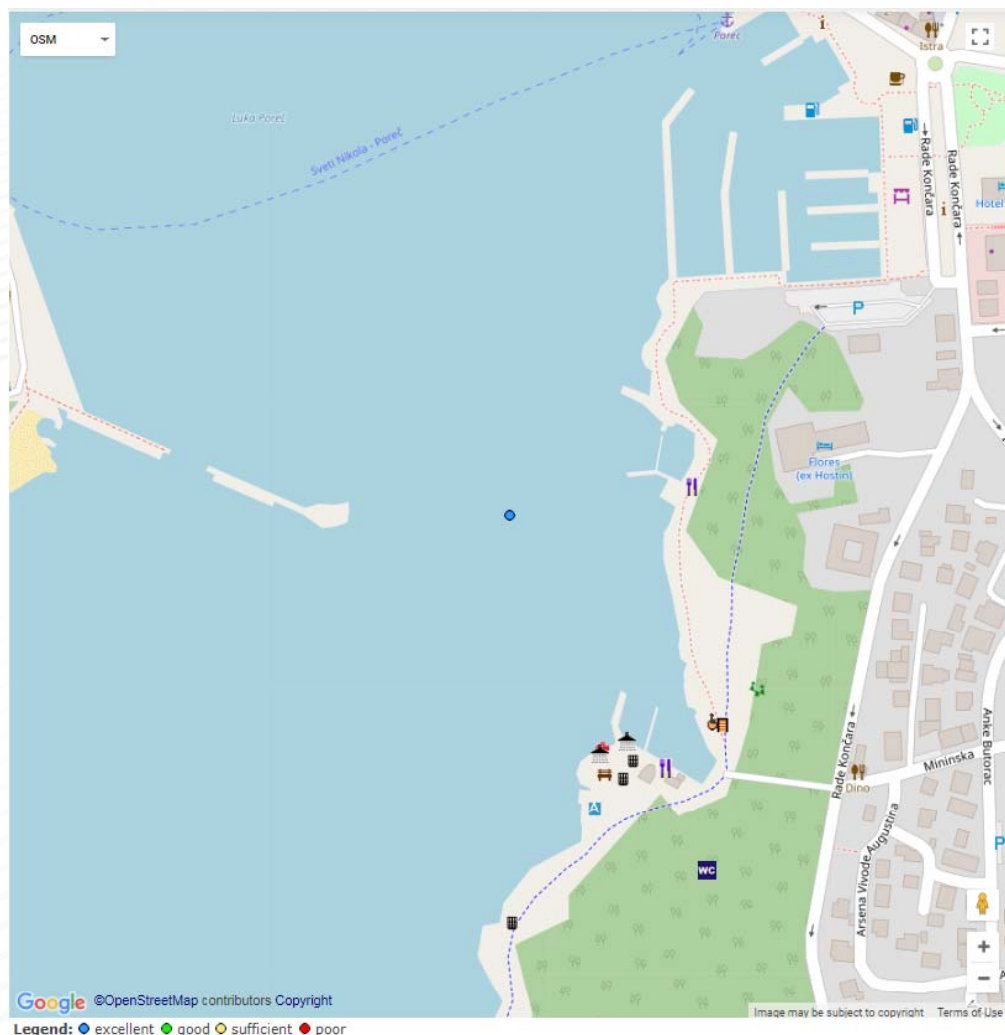 OSM
Poreč
i
Istra
Luka Poreč
Sveti Nikola - Poreč
Rade Končara
Rade Končara
i
Hotel
P
Flores
(ex Hostin)
Rade Končara
Anke Butorac
Mininska
Dino
A
P
Arsena Vivode Augustina
WC
Google ©OpenStreetMap contributors Copyright
Image may be subject to copyright Terms of Use
Legend: excellent good sufficient poor